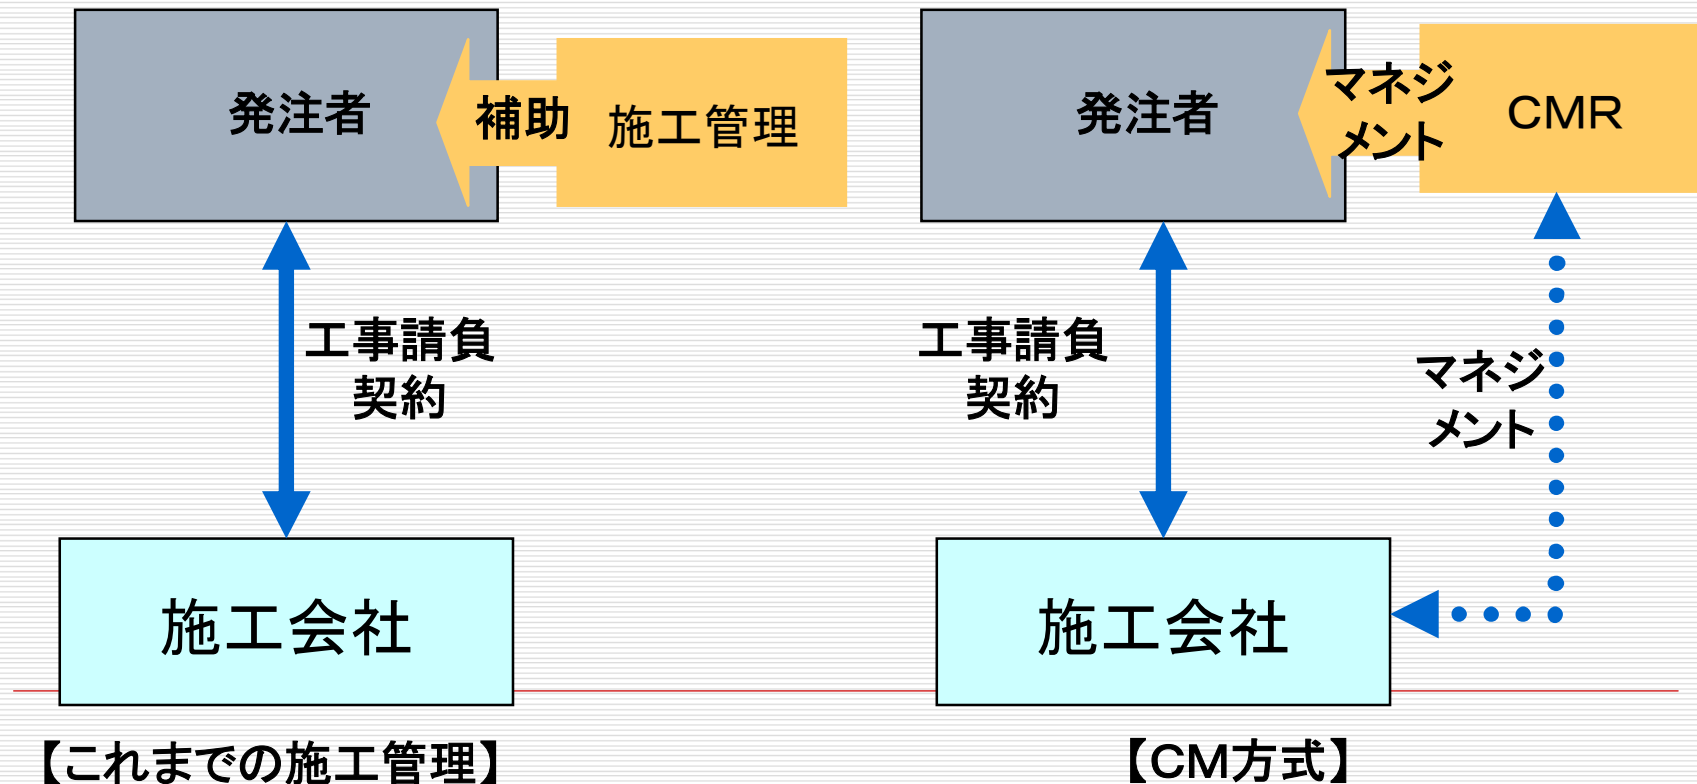 発注者
補助
施工管理
工事請負
契約
施工会社
【これまでの施工管理】
発注者
マネジ
メント
CMR
工事請負
契約
マネジ
メント
施工会社
【CM方式】